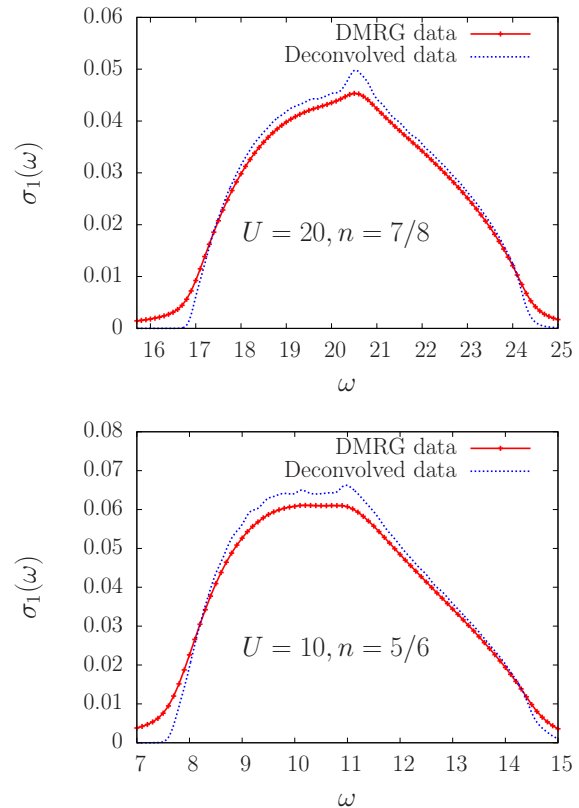 0.06
0.05
0.04
0.03
0.02
0.01
0
σ₁(ω)
DMRG data
Deconvolved data
U = 20, n = 7/8
16 17 18 19 20 21 22 23 24 25
ω
0.08
0.07
0.06
0.05
0.04
0.03
0.02
0.01
0
σ₁(ω)
DMRG data
Deconvolved data
U = 10, n = 5/6
7 8 9 10 11 12 13 14 15
ω